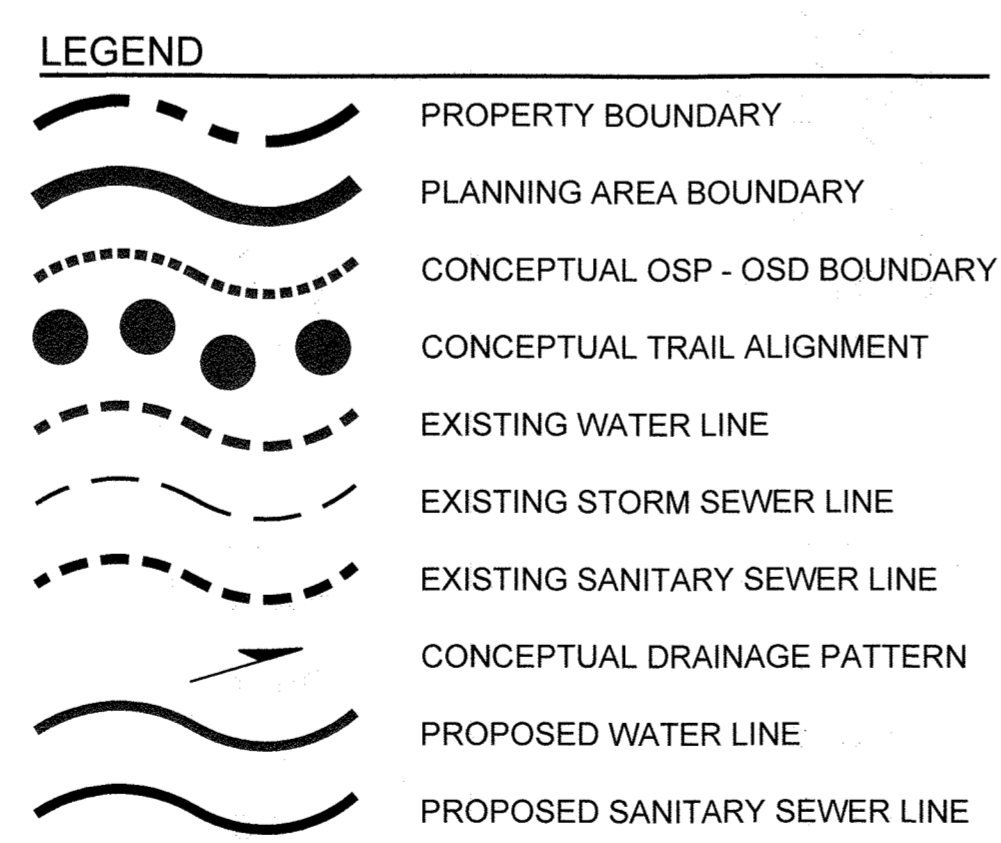 LEGEND
PROPERTY BOUNDARY
PLANNING AREA BOUNDARY
CONCEPTUAL OSP - OSD BOUNDARY
CONCEPTUAL TRAIL ALIGNMENT
EXISTING WATER LINE
EXISTING STORM SEWER LINE
EXISTING SANITARY SEWER LINE
CONCEPTUAL DRAINAGE PATTERN
PROPOSED WATER LINE
PROPOSED SANITARY SEWER LINE